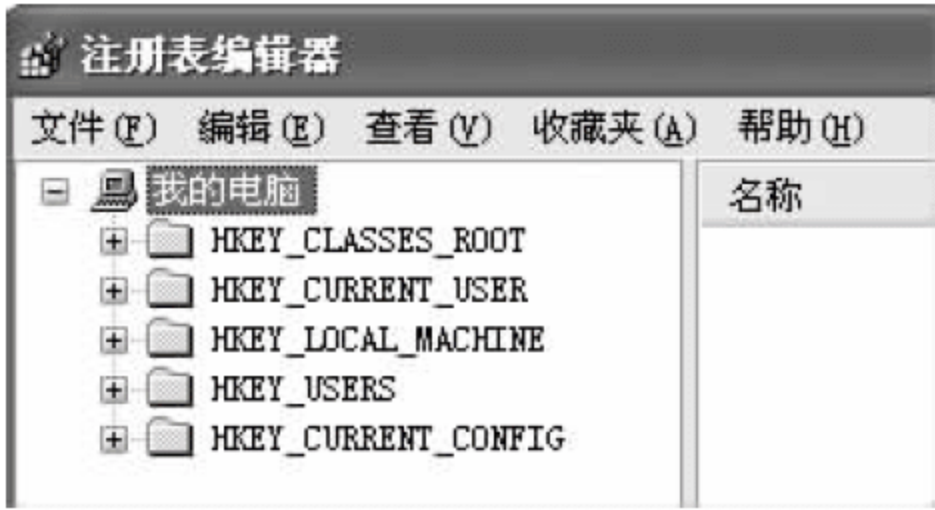 注册表编辑器
文件(F) 编辑(E) 查看(V) 收藏夹(A) 帮助(H)
我的电脑
名称
HKEY_CLASSES_ROOT
HKEY_CURRENT_USER
HKEY_LOCAL_MACHINE
HKEY_USERS
HKEY_CURRENT_CONFIG